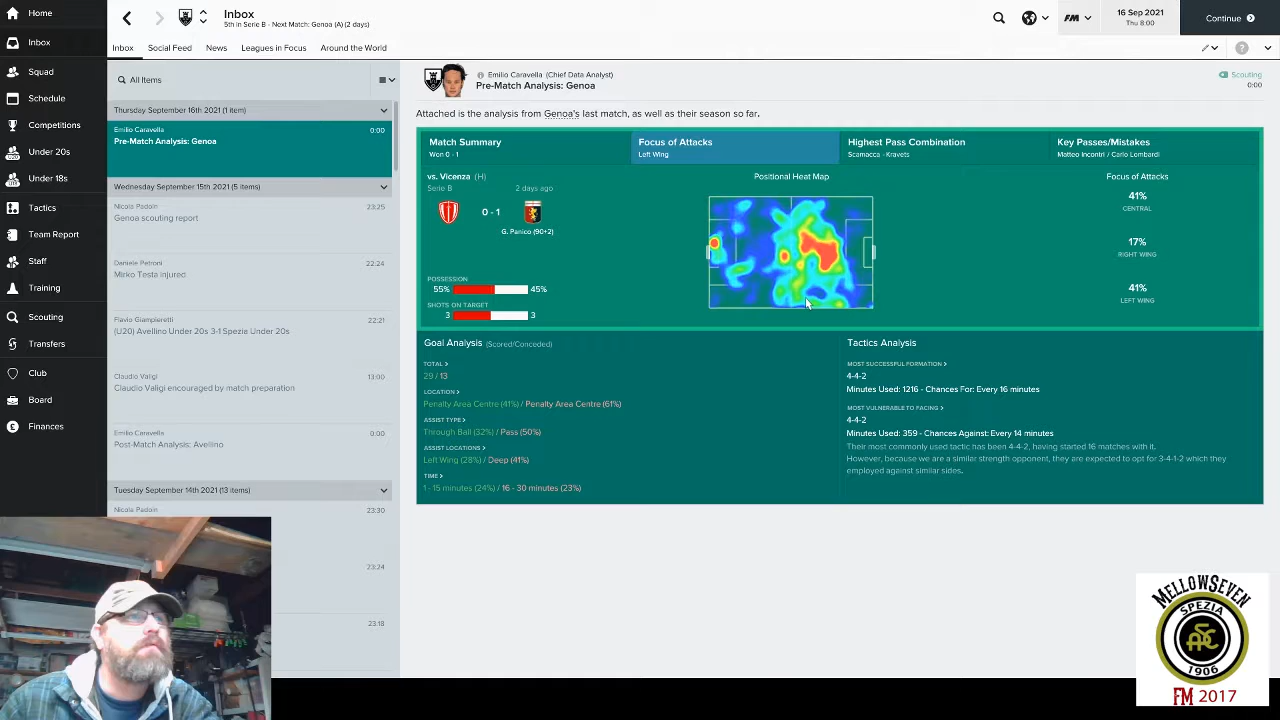 Home
Inbox
Squad
Schedule
Competitions
Under 20s
Under 18s
Tactics
Team Report
Staff
Training
Scouting
Transfers
Club
Board
Finances
Inbox
5th in Serie B - Next Match: Genoa (A) (2 days)
FM
16 Sep 2021
Thu 8:00
Continue
Inbox
Social Feed
News
Leagues in Focus
Around the World
?
All Items
Thursday September 16th 2021 (1 item)
Emilio Caravella
0:00
Pre-Match Analysis: Genoa
Wednesday September 15th 2021 (5 items)
Nicola Padoin
23:25
Genoa scouting report
Daniele Petroni
22:24
Mirko Testa injured
Flavio Giampieretti
22:21
(U20) Avellino Under 20s 3-1 Spezia Under 20s
Claudio Valigi
13:00
Claudio Valigi encouraged by match preparation
Emilio Caravella
0:00
Post-Match Analysis: Avellino
Tuesday September 14th 2021 (13 items)
Nicola Padoin
23:30
23:24
23:18
Emilio Caravella (Chief Data Analyst)
Pre-Match Analysis: Genoa
Scouting
0:00
Attached is the analysis from Genoa's last match, as well as their season so far.
Match Summary
Won 0 - 1
Focus of Attacks
Left Wing
Highest Pass Combination
Scamacca - Kravets
Key Passes/Mistakes
Matteo Incontri / Carlo Lombardi
vs. Vicenza (H)
Serie B
2 days ago
0 - 1
G. Panico (90+2)
POSSESSION
55%
45%
SHOTS ON TARGET
3
3
Positional Heat Map
Focus of Attacks
41%
CENTRAL
17%
RIGHT WING
41%
LEFT WING
Goal Analysis (Scored/Conceded)
TOTAL >
29 / 13
LOCATION >
Penalty Area Centre (41%) / Penalty Area Centre (61%)
ASSIST TYPE >
Through Ball (32%) / Pass (50%)
ASSIST LOCATIONS >
Left Wing (28%) / Deep (41%)
TIME >
1 - 15 minutes (24%) / 16 - 30 minutes (23%)
Tactics Analysis
MOST SUCCESSFUL FORMATION >
4-4-2
Minutes Used: 1216 - Chances For: Every 16 minutes
MOST VULNERABLE TO FACING >
4-4-2
Minutes Used: 359 - Chances Against: Every 14 minutes
Their most commonly used tactic has been 4-4-2, having started 16 matches with it.
However, because we are a similar strength opponent, they are expected to opt for 3-4-1-2 which they
employed against similar sides.
MELLOWSEVEN
SPEZIA
ASC
1906
FM 2017